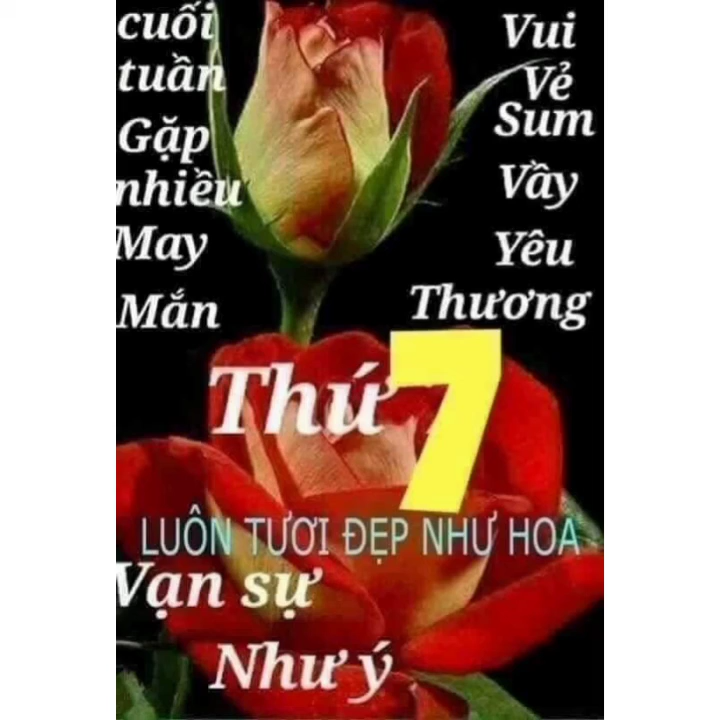 cuối
tuần
Gặp
nhiều
May
Mắn
Vui
Vẻ
Sum
Vầy
Yêu
Thương
Thứ 7
LUÔN TƯƠI ĐẸP NHƯ HOA
Vạn sự
Như ý